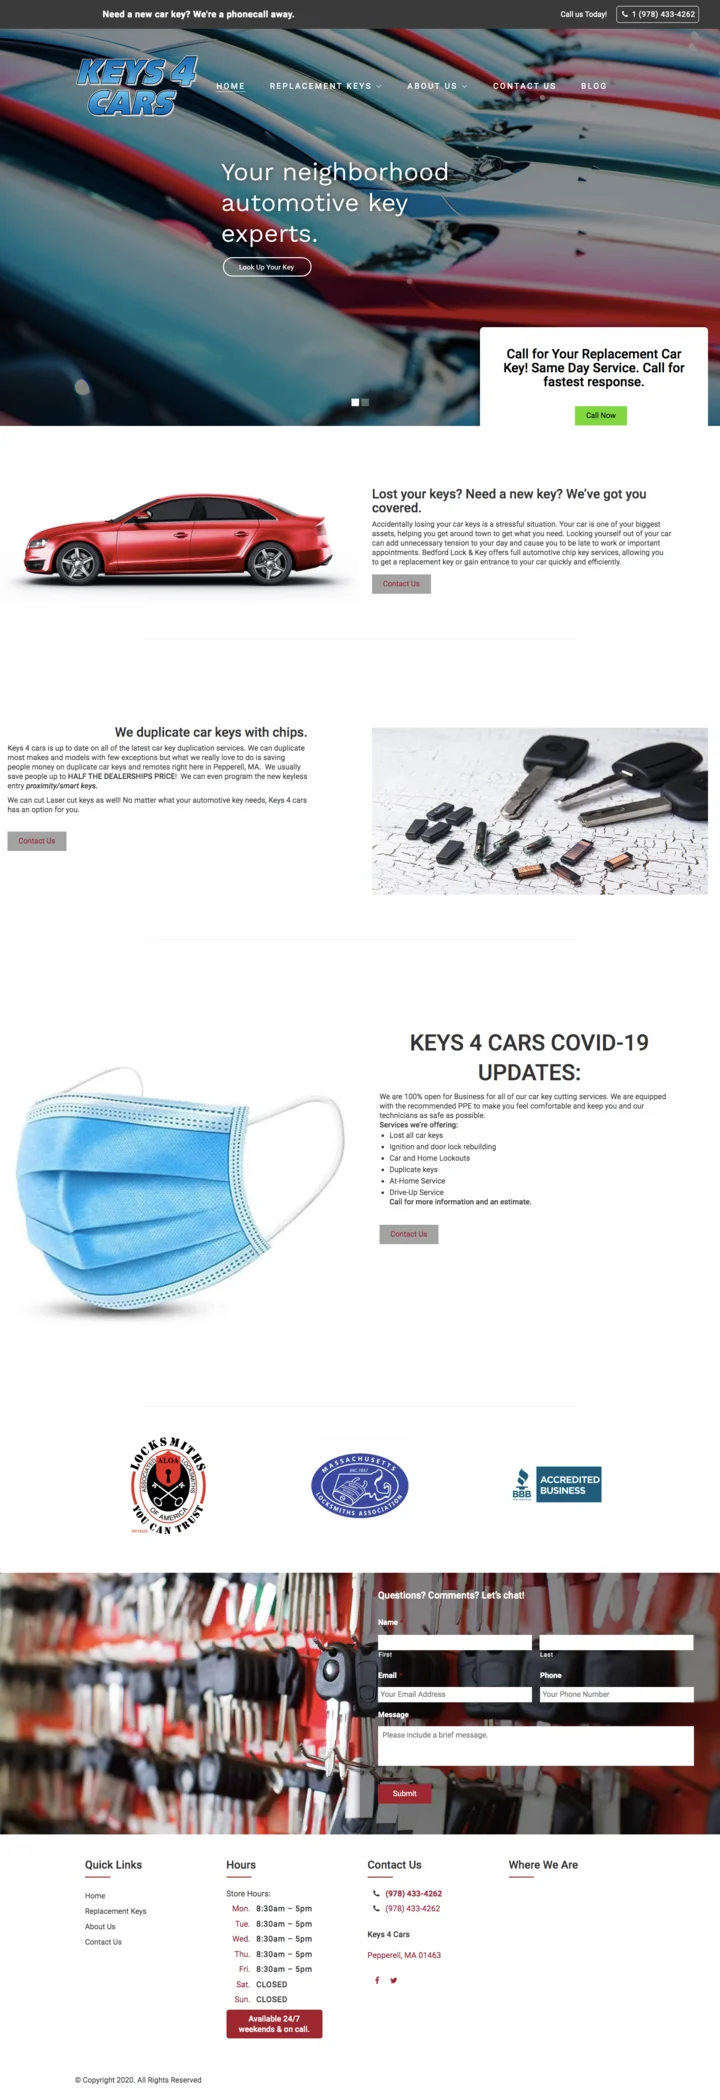 Need a new car key? We're a phonecall away.
Call us Today!
1 (978) 433-4262
KEYS 4
CARS
HOME
REPLACEMENT KEYS
ABOUT US
CONTACT US
BLOG
Your neighborhood
automotive key
experts.
Look Up Your Key
Call for Your Replacement Car
Key! Same Day Service. Call for
fastest response.
Call Now
Lost your keys? Need a new key? We've got you
covered.
Accidentally losing your car keys is a stressful situation. Your car is one of your biggest
assets, helping you get around town to get what you need. Locking yourself out of your car
can add unnecessary tension to your day and cause you to be late to work or important
appointments. Bedford Lock & Key offers full automotive chip key services, allowing you
to get a replacement key or gain entrance to your car quickly and efficiently.
Contact Us
We duplicate car keys with chips.
Keys 4 cars is up to date on all of the latest car key duplication services. We can duplicate
most makes and models with few exceptions but what we really love to do is saving
people money on duplicate car keys and remotes right here in Pepperell, MA. We usually
save people up to HALF THE DEALERSHIPS PRICE! We can even program the new keyless
entry proximity/smart keys.
We can cut Laser cut keys as well! No matter what your automotive key needs, Keys 4 cars
has an option for you.
Contact Us
KEYS 4 CARS COVID-19
UPDATES:
We are 100% open for Business for all of our car key cutting services. We are equipped
with the recommended PPE to make you feel comfortable and keep you and our
technicians as safe as possible.
Services we're offering:
Lost all car keys
Ignition and door lock rebuilding
Car and Home Lockouts
Duplicate keys
At-Home Service
Drive-Up Service
Call for more information and an estimate.
Contact Us
LOCKSMITHS
ALOA
ASSOCIATED LOCKSMITHS
OF AMERICA
YOU CAN TRUST
MASSACHUSETTS
LOCKSMITHS ASSOCIATION
BBB
ACCREDITED
BUSINESS
Questions? Comments? Let's chat!
Name
First
Last
Email
Phone
Your Email Address
Your Phone Number
Message
Please include a brief message.
Submit
Quick Links
Home
Replacement Keys
About Us
Contact Us
Hours
Store Hours:
Mon. 8:30am – 5pm
Tue. 8:30am – 5pm
Wed. 8:30am – 5pm
Thu. 8:30am – 5pm
Fri. 8:30am – 5pm
Sat. CLOSED
Sun. CLOSED
Available 24/7
weekends & on call.
Contact Us
(978) 433-4262
(978) 433-4262
Keys 4 Cars
Pepperell, MA 01463
Where We Are
© Copyright 2020. All Rights Reserved